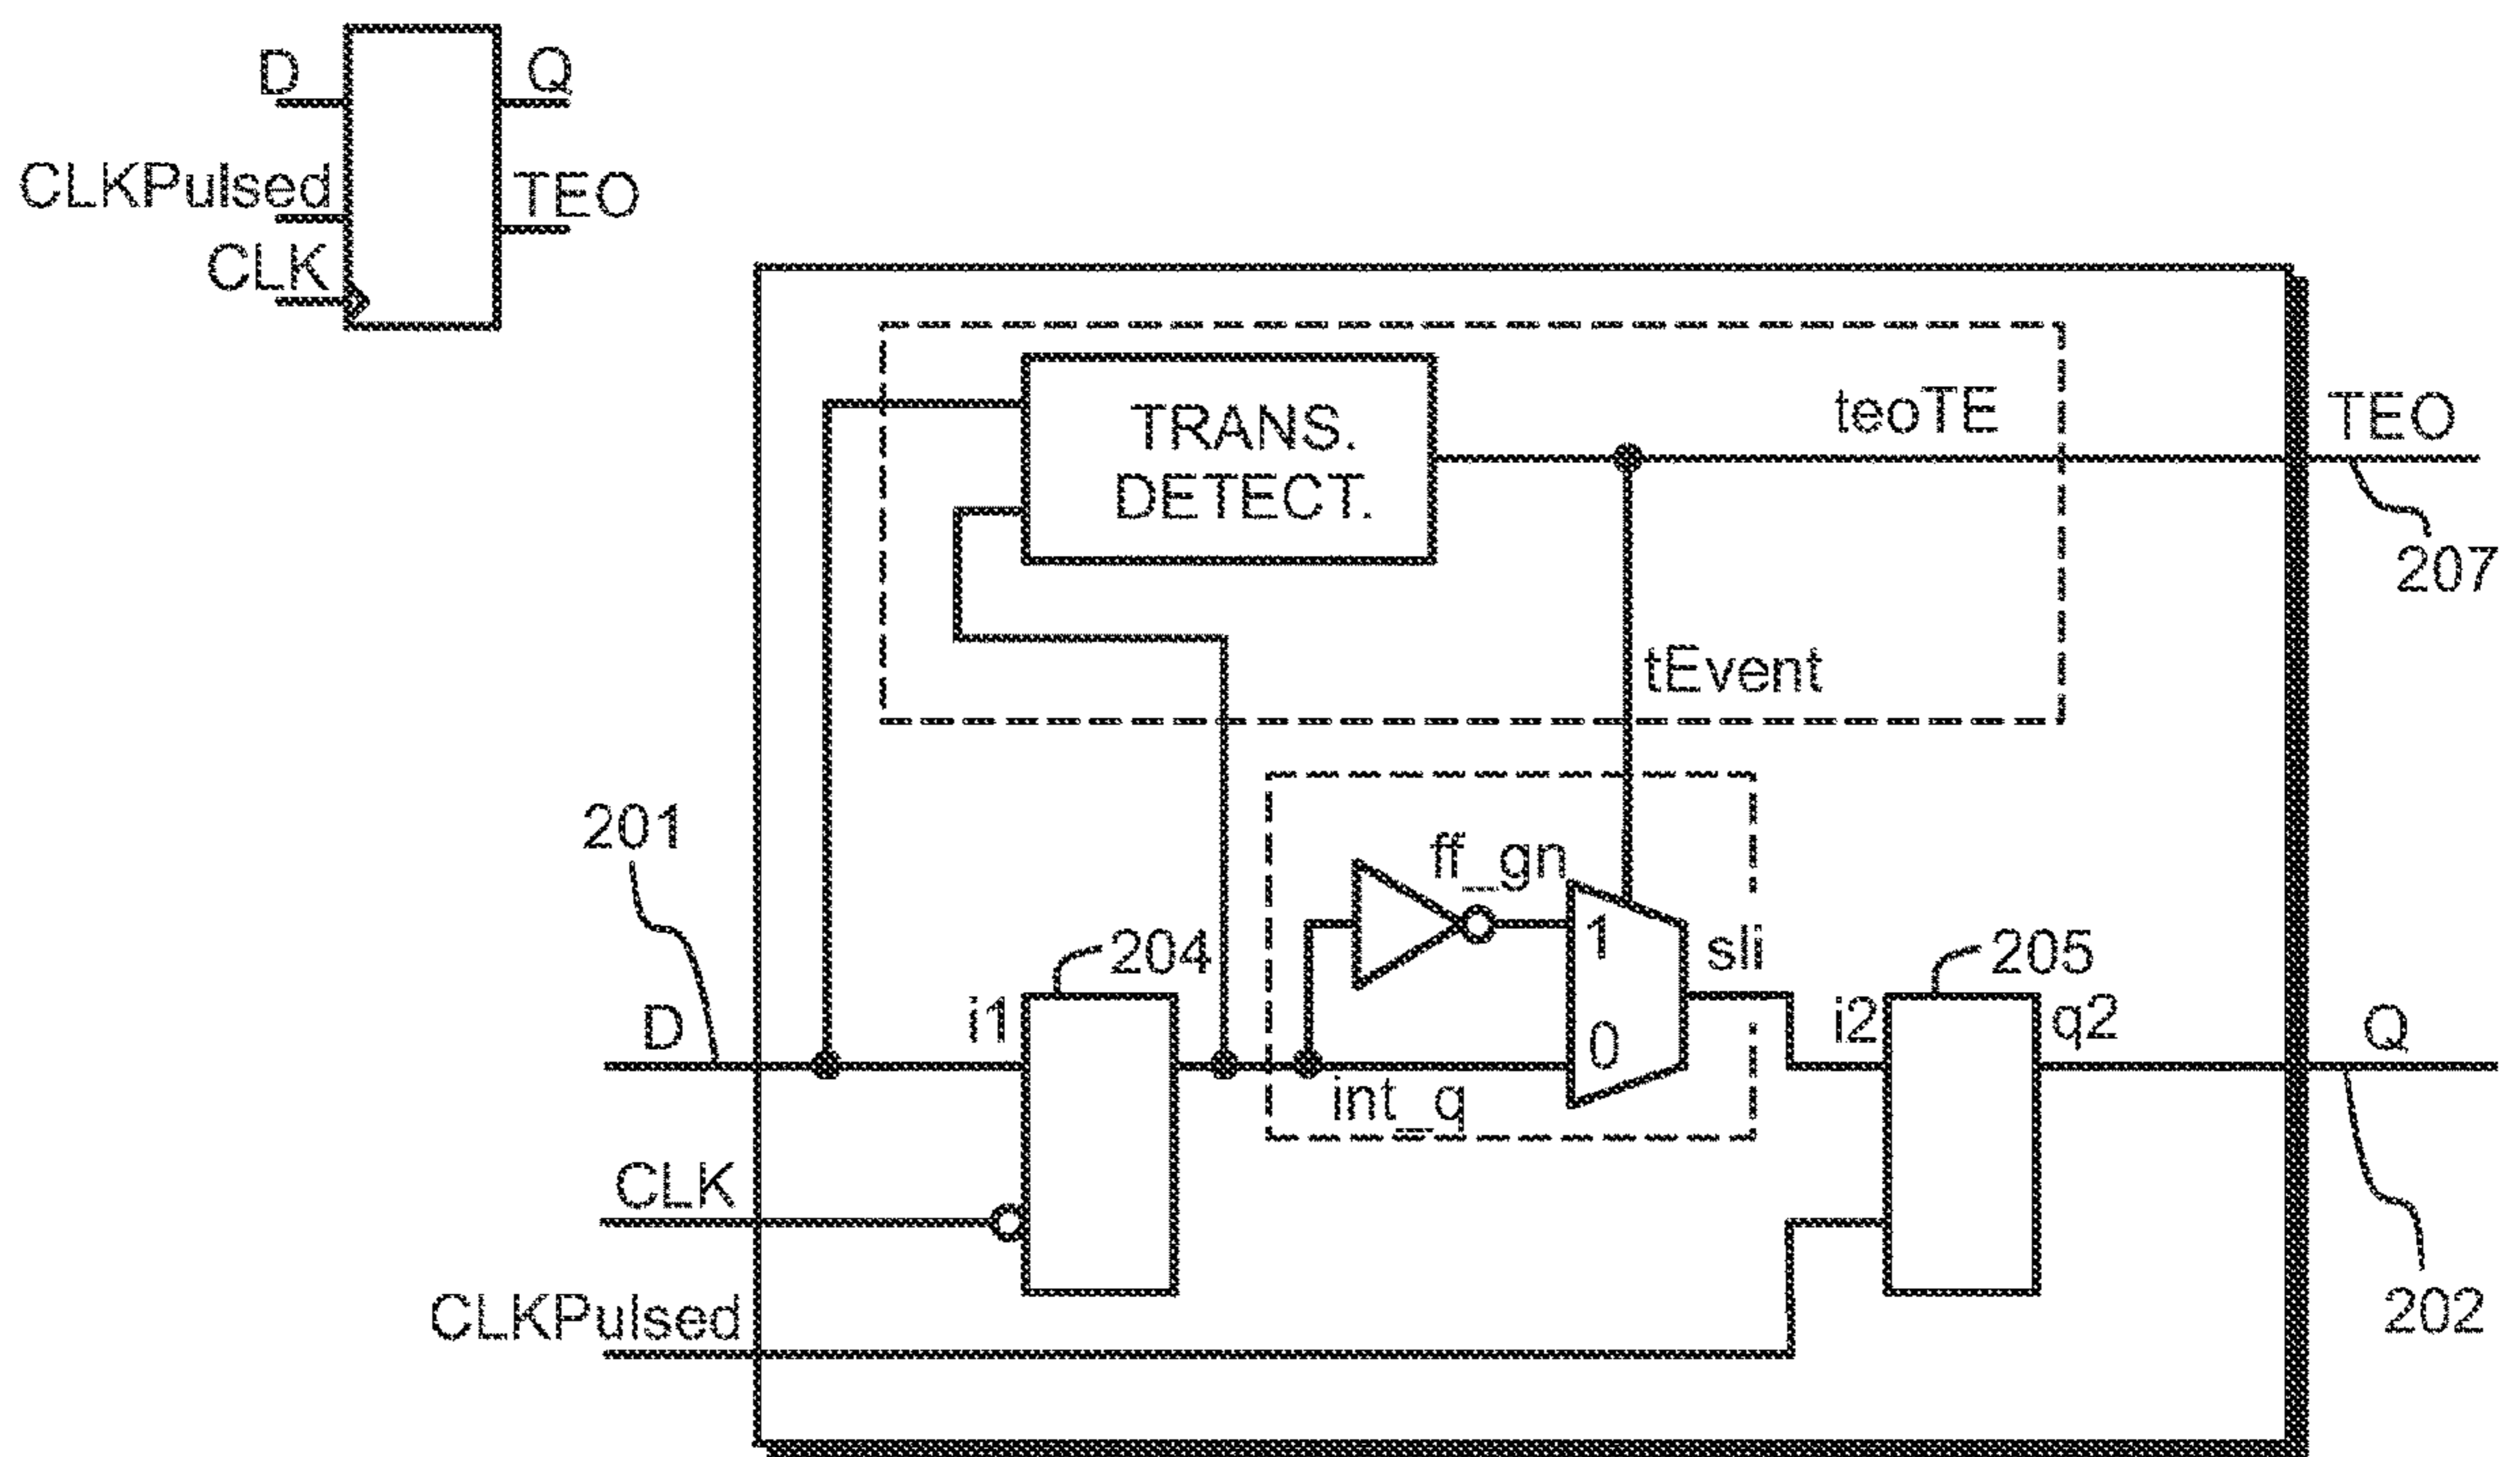 D
Q
CLKPulsed
TEO
CLK
TRANS.
DETECT.
teoTE
TEO
207
tEvent
201
ff_gn
1
sli
204
205
D
i1
0
i2
q2
Q
int_q
CLK
CLKPulsed
202